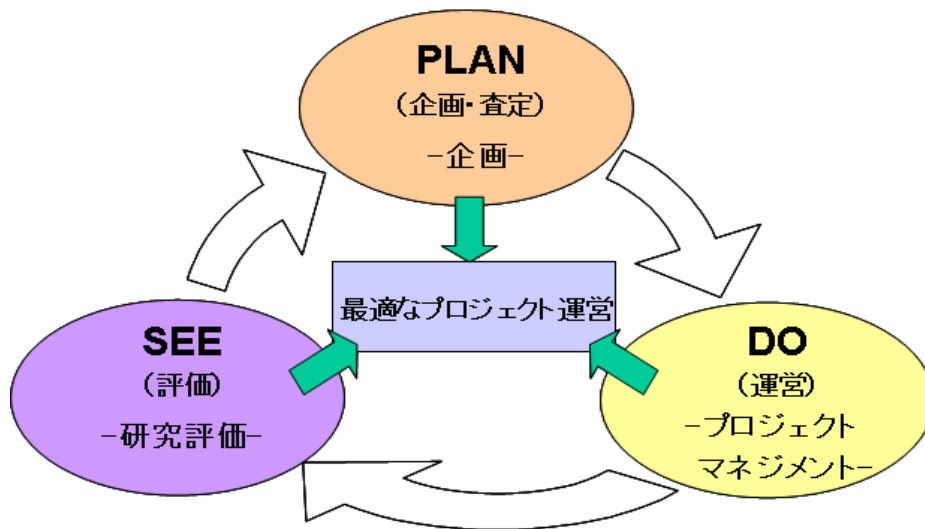 PLAN
（企画・査定）
－企画－
最適なプロジェクト運営
SEE
（評価）
－研究評価－
DO
（運営）
－プロジェクト
マネジメント－